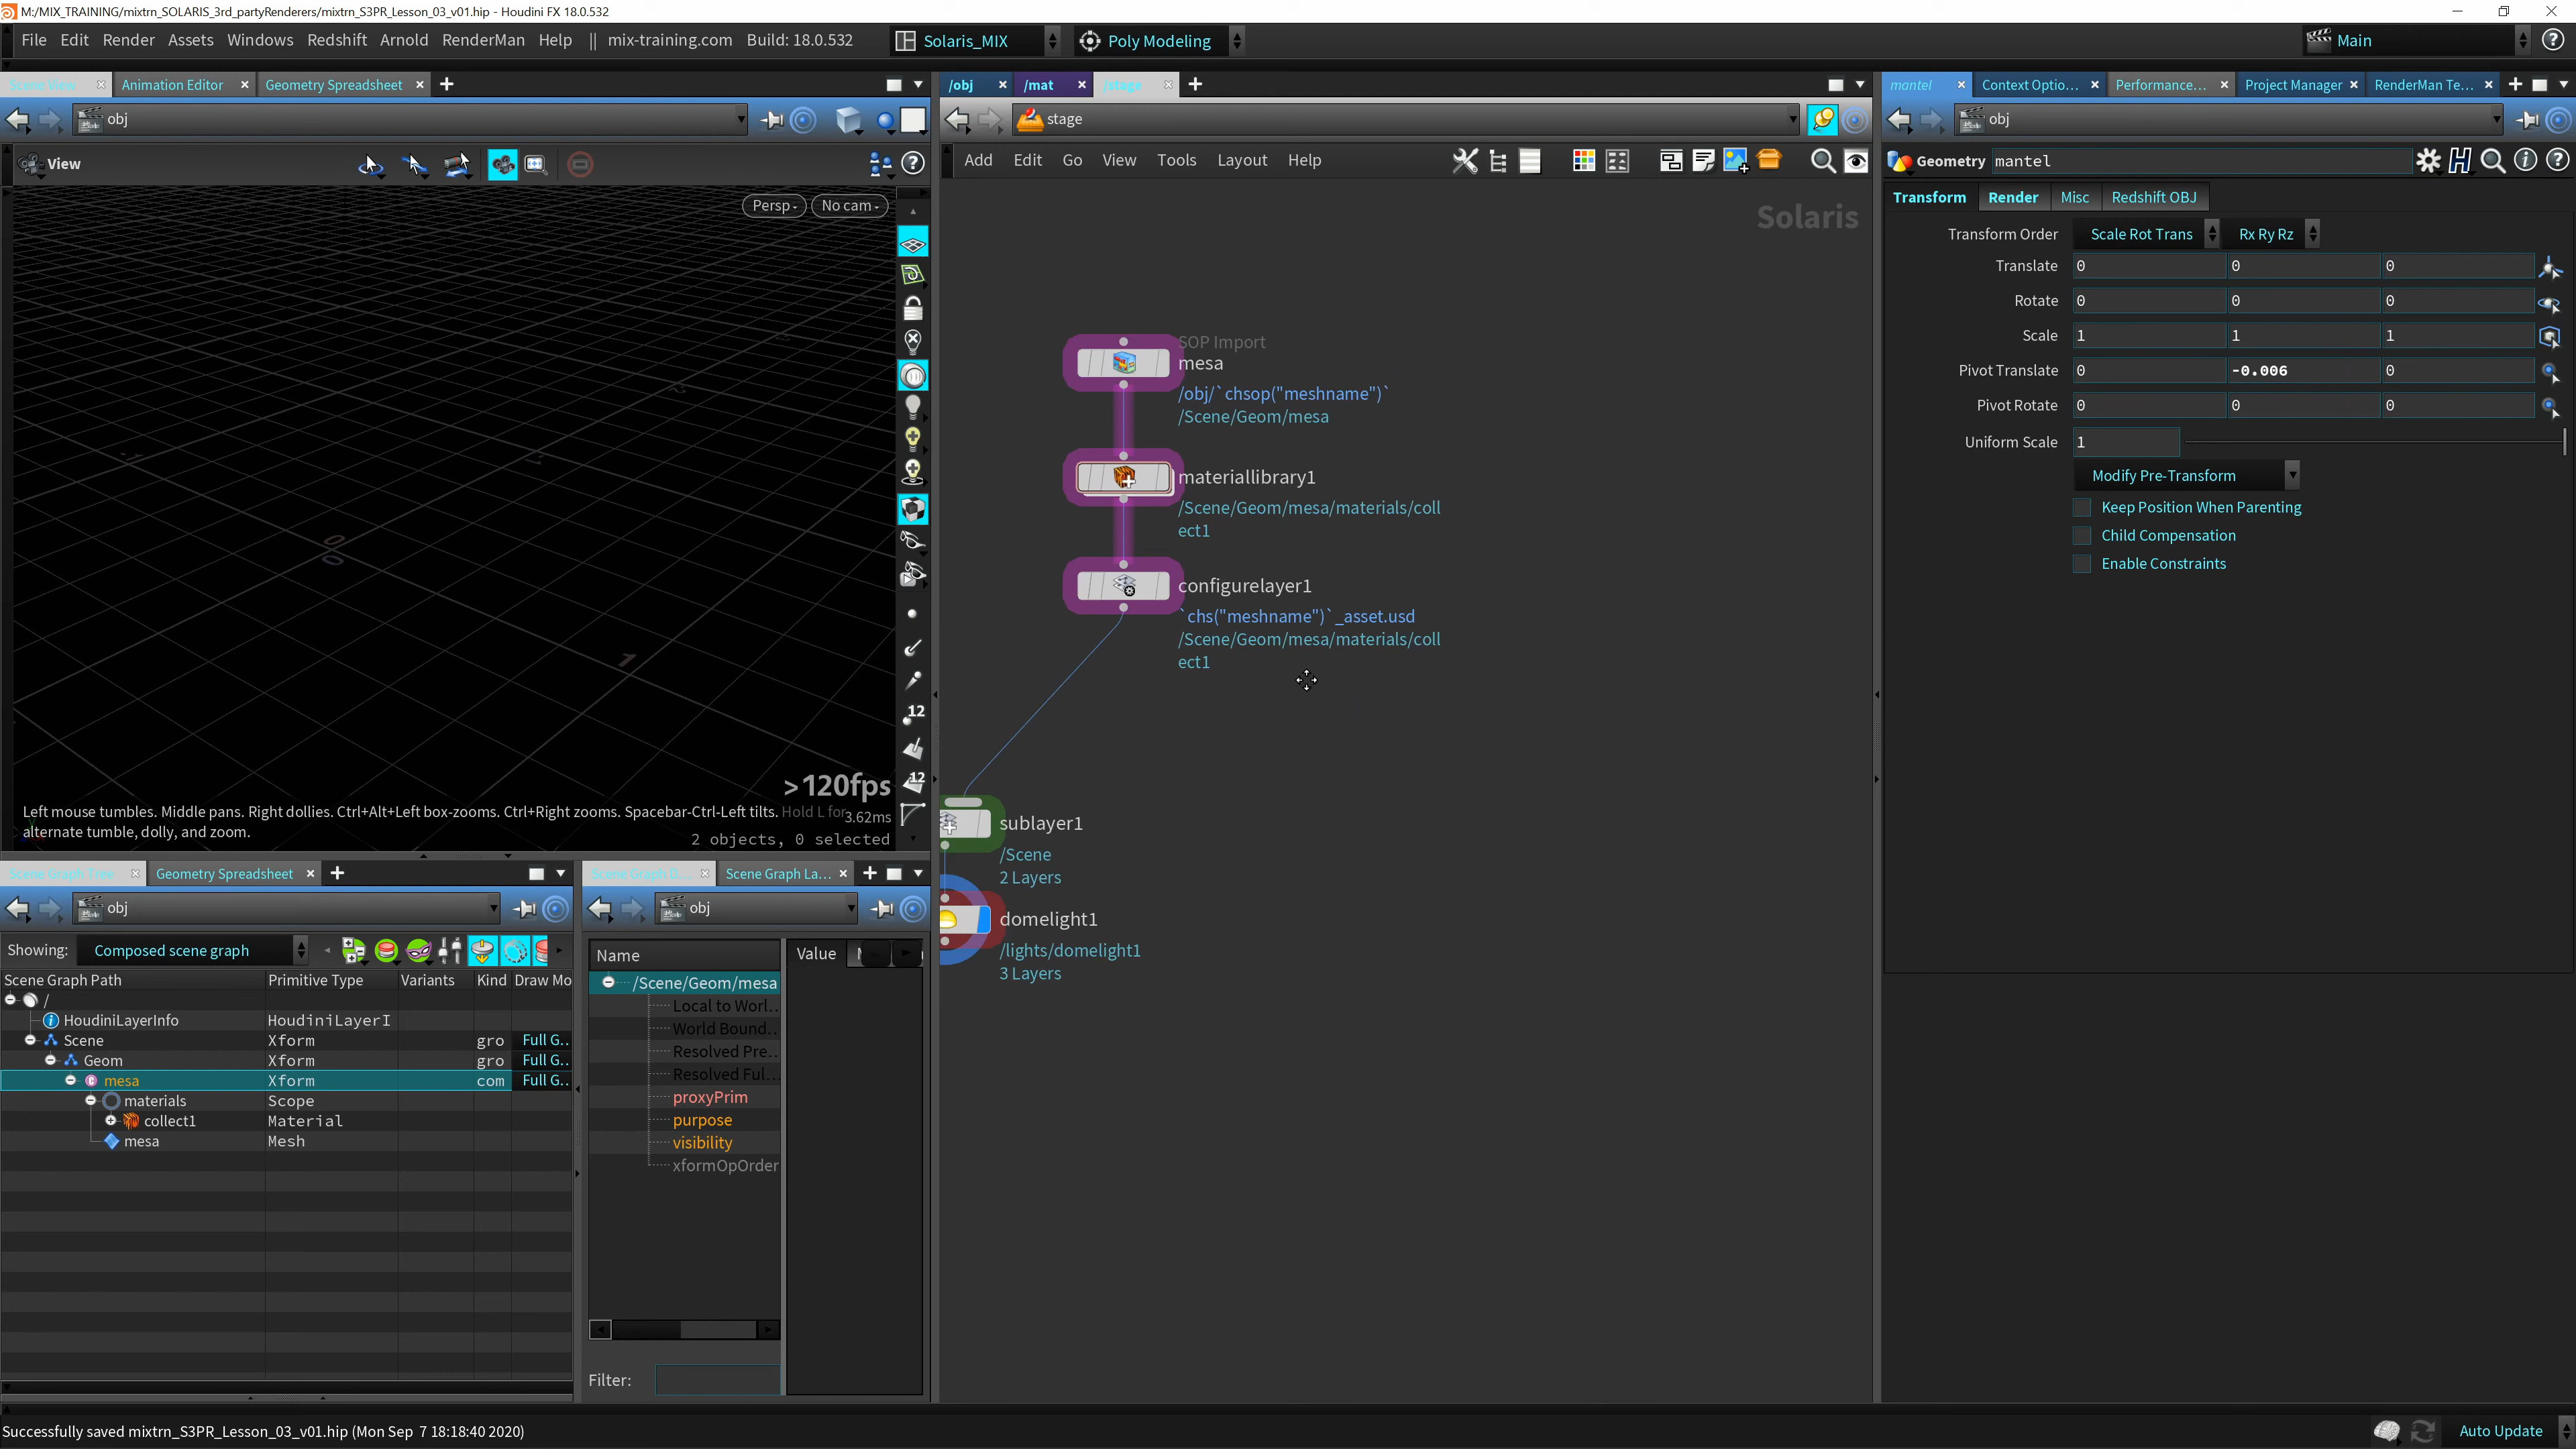 M:/MIX_TRAINING/mixtrn_SOLARIS_3rd_partyRenderers/mixtrn_S3PR_Lesson_03_v01.hip - Houdini FX 18.0.532
File Edit Render Assets Windows Redshift Arnold RenderMan Help || mix-training.com Build: 18.0.532 Solaris_MIX Poly Modeling Main
Scene View Animation Editor Geometry Spreadsheet
obj
View
Persp No cam
>120fps
Left mouse tumbles. Middle pans. Right dollies. Ctrl+Alt+Left box-zooms. Ctrl+Right zooms. Spacebar-Ctrl-Left tilts. Hold L for
3.62ms
alternate tumble, dolly, and zoom.
2 objects, 0 selected
12
12
Scene Graph Tree Geometry Spreadsheet
obj
Showing: Composed scene graph
Scene Graph Path Primitive Type Variants Kind Draw Mo
/
HoudiniLayerInfo HoudiniLayerI
Scene Xform gro Full G..
Geom Xform gro Full G..
mesa Xform com Full G..
materials Scope
collect1 Material
mesa Mesh
Scene Graph D... Scene Graph La...
obj
Name Value
/Scene/Geom/mesa
Local to Worl..
World Bound..
Resolved Pre..
Resolved Ful..
proxyPrim
purpose
visibility
xformOpOrder
Filter:
/obj /mat /stage
stage
Add Edit Go View Tools Layout Help
Solaris
SOP Import
mesa
/obj/`chsop("meshname")`
/Scene/Geom/mesa
materiallibrary1
/Scene/Geom/mesa/materials/coll
ect1
configurelayer1
`chs("meshname")`_asset.usd
/Scene/Geom/mesa/materials/coll
ect1
sublayer1
/Scene
2 Layers
domelight1
/lights/domelight1
3 Layers
mantel Context Optio... Performance... Project Manager RenderMan Te...
obj
Geometry mantel
Transform Render Misc Redshift OBJ
Transform Order Scale Rot Trans Rx Ry Rz
Translate 0 0 0
Rotate 0 0 0
Scale 1 1 1
Pivot Translate 0 -0.006 0
Pivot Rotate 0 0 0
Uniform Scale 1
Modify Pre-Transform
Keep Position When Parenting
Child Compensation
Enable Constraints
Successfully saved mixtrn_S3PR_Lesson_03_v01.hip (Mon Sep 7 18:18:40 2020)
Auto Update